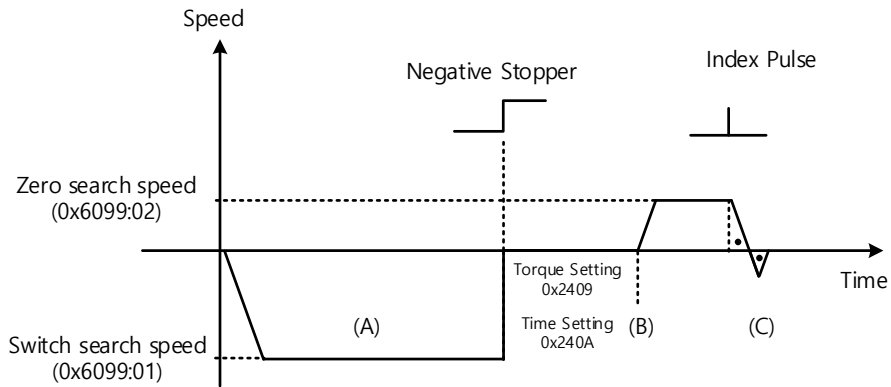 Speed
Negative Stopper
Index Pulse
Zero search speed
(0x6099:02)
Torque Setting
0x2409
Time
(A)
Time Setting
0x240A
(B)
(C)
Switch search speed
(0x6099:01)